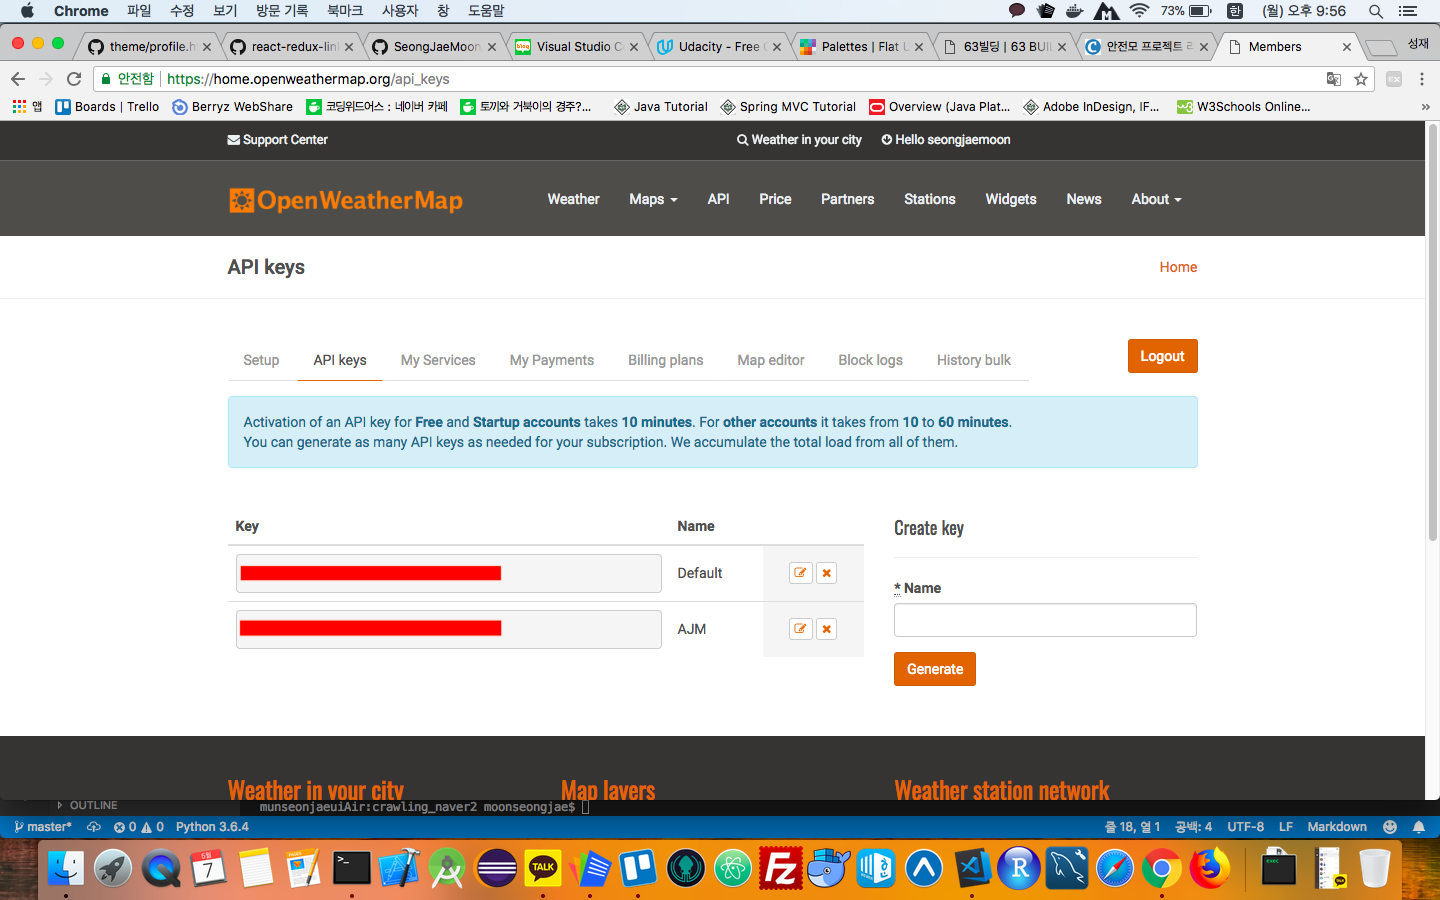 Chrome 파일 수정 보기 방문 기록 북마크 사용자 창 도움말 73% 한 (월) 오후 9:56
theme/profile.h react-redux-lin SeongJaeMoon Visual Studio C Udacity - Free Palettes | Flat U 63빌딩 | 63 BUI 안전모 프로젝트 Members 성재
안전함 https://home.openweathermap.org/api_keys
앱 Boards | Trello Berryz WebShare 코딩위드어스 : 네이버 카페 토끼와 거북이의 경주?... Java Tutorial Spring MVC Tutorial Overview (Java Plat... Adobe InDesign, IF... W3Schools Online... »
Support Center Weather in your city Hello seongjaemoon
OpenWeatherMap Weather Maps API Price Partners Stations Widgets News About
API keys Home
Setup API keys My Services My Payments Billing plans Map editor Block logs History bulk Logout
Activation of an API key for Free and Startup accounts takes 10 minutes. For other accounts it takes from 10 to 60 minutes.
You can generate as many API keys as needed for your subscription. We accumulate the total load from all of them.
Key Name Create key
Default
* Name
AJM
Generate
Weather in your city Map layers Weather station network
OUTLINE munseonjaeuiAir:crawling_naver2 moonseongjae$
master* 0 0 Python 3.6.4 줄 18, 열 1 공백: 4 UTF-8 LF Markdown
6월
7
>_
TALK
Fz
R
exec
TALK